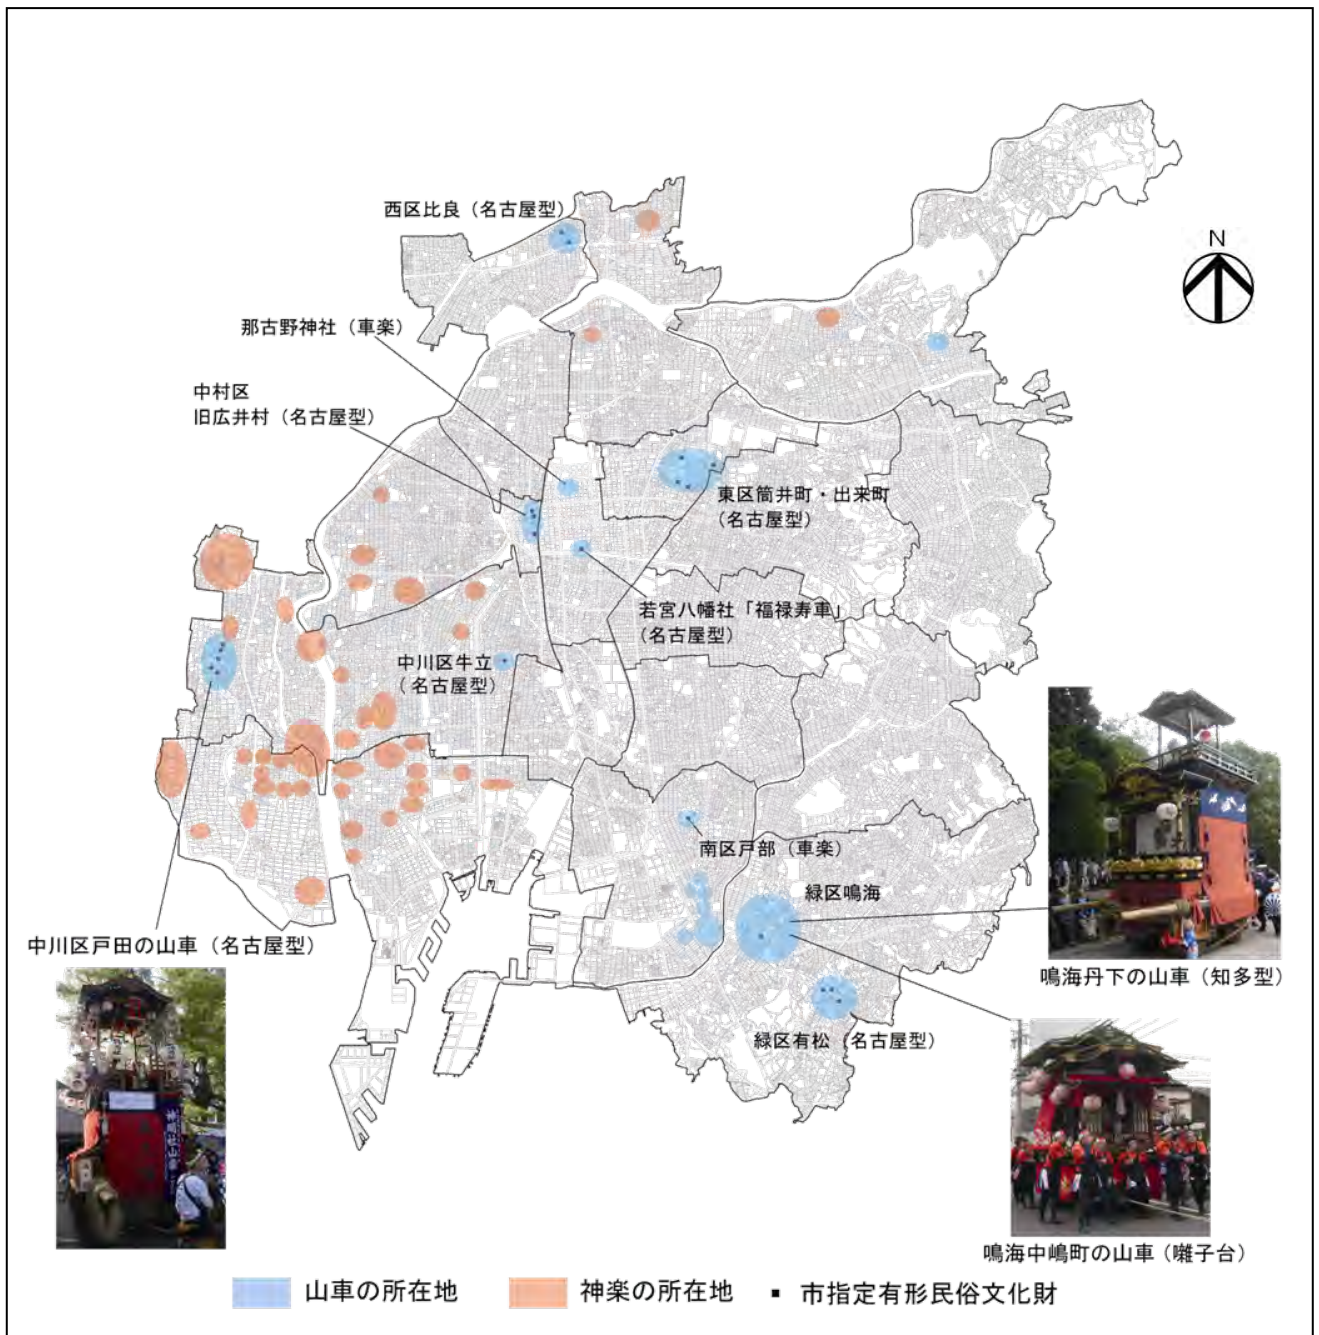 N
西区比良（名古屋型）
那古野神社（車楽）
中村区
旧広井村（名古屋型）
東区筒井町・出来町
（名古屋型）
若宮八幡社「福禄寿車」
（名古屋型）
中川区牛立
（名古屋型）
南区戸部（車楽）
緑区鳴海
中川区戸田の山車（名古屋型）
鳴海丹下の山車（知多型）
緑区有松（名古屋型）
鳴海中嶋町の山車（囃子台）
山車の所在地
神楽の所在地
市指定有形民俗文化財